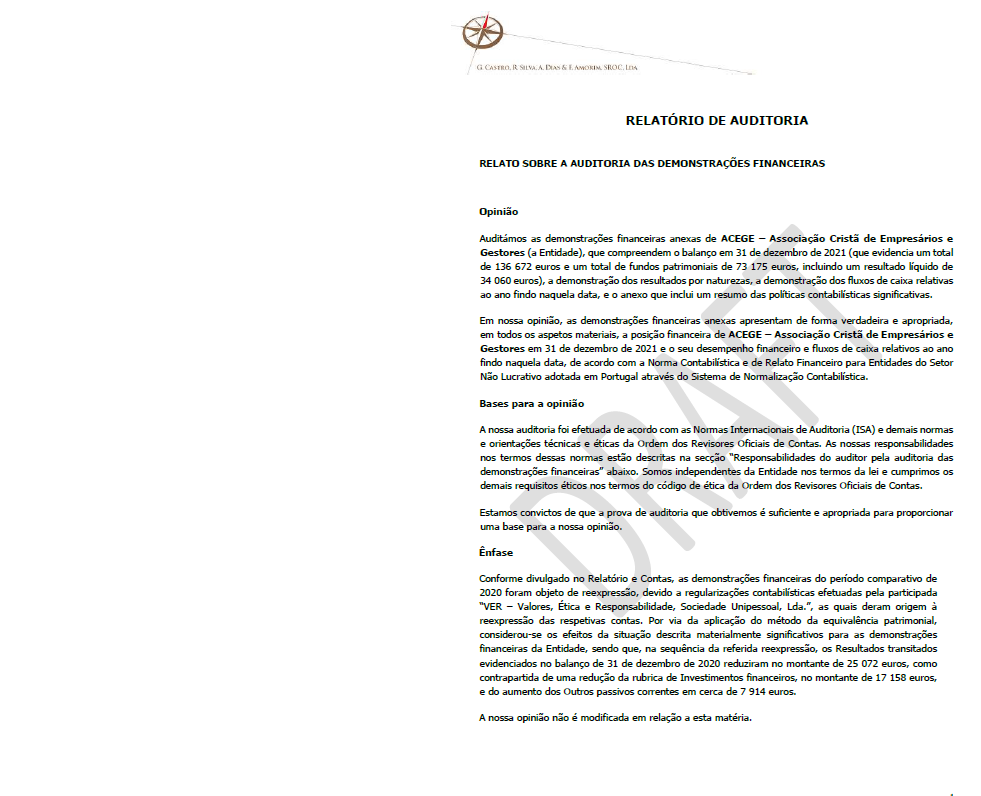 G. CASTRO, R. SILVA, A. DIAS & F. AMORIM, SROC, LDA
RELATÓRIO DE AUDITORIA
RELATO SOBRE A AUDITORIA DAS DEMONSTRAÇÕES FINANCEIRAS
Opinião
Auditámos as demonstrações financeiras anexas de ACEGE – Associação Cristã de Empresários e
Gestores (a Entidade), que compreendem o balanço em 31 de dezembro de 2021 (que evidencia um total
de 136 672 euros e um total de fundos patrimoniais de 73 175 euros, incluindo um resultado líquido de
34 060 euros), a demonstração dos resultados por naturezas, a demonstração dos fluxos de caixa relativas
ao ano findo naquela data, e o anexo que inclui um resumo das políticas contabilísticas significativas.
Em nossa opinião, as demonstrações financeiras anexas apresentam de forma verdadeira e apropriada,
em todos os aspetos materiais, a posição financeira de ACEGE – Associação Cristã de Empresários e
Gestores em 31 de dezembro de 2021 e o seu desempenho financeiro e fluxos de caixa relativos ao ano
findo naquela data, de acordo com a Norma Contabilística e de Relato Financeiro para Entidades do Setor
Não Lucrativo adotada em Portugal através do Sistema de Normalização Contabilística.
Bases para a opinião
A nossa auditoria foi efetuada de acordo com as Normas Internacionais de Auditoria (ISA) e demais normas
e orientações técnicas e éticas da Ordem dos Revisores Oficiais de Contas. As nossas responsabilidades
nos termos dessas normas estão descritas na secção “Responsabilidades do auditor pela auditoria das
demonstrações financeiras” abaixo. Somos independentes da Entidade nos termos da lei e cumprimos os
demais requisitos éticos nos termos do código de ética da Ordem dos Revisores Oficiais de Contas.
Estamos convictos de que a prova de auditoria que obtivemos é suficiente e apropriada para proporcionar
uma base para a nossa opinião.
Ênfase
Conforme divulgado no Relatório e Contas, as demonstrações financeiras do período comparativo de
2020 foram objeto de reexpressão, devido a regularizações contabilísticas efetuadas pela participada
“VER – Valores, Ética e Responsabilidade, Sociedade Unipessoal, Lda.”, as quais deram origem à
reexpressão das respetivas contas. Por via da aplicação do método da equivalência patrimonial,
considerou-se os efeitos da situação descrita materialmente significativos para as demonstrações
financeiras da Entidade, sendo que, na sequência da referida reexpressão, os Resultados transitados
evidenciados no balanço de 31 de dezembro de 2020 reduziram no montante de 25 072 euros, como
contrapartida de uma redução da rubrica de Investimentos financeiros, no montante de 17 158 euros,
e do aumento dos Outros passivos correntes em cerca de 7 914 euros.
A nossa opinião não é modificada em relação a esta matéria.
DRAFT